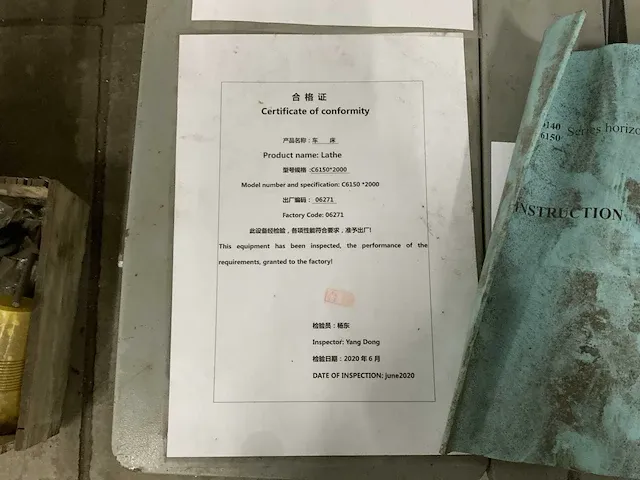 合格证
Certificate of conformity
产品名称：车 床
Product name: Lathe
型号规格：C6150*2000
Model number and specification: C6150 *2000
出厂编码： 06271
Factory Code: 06271
此设备经检验，各项性能符合要求，准予出厂!
This equipment has been inspected, the performance of the
requirements, granted to the factory!
检验员：杨东
Inspector: Yang Dong
检验日期：2020 年 6 月
DATE OF INSPECTION: june2020
6150
Series
INSTRUCTION